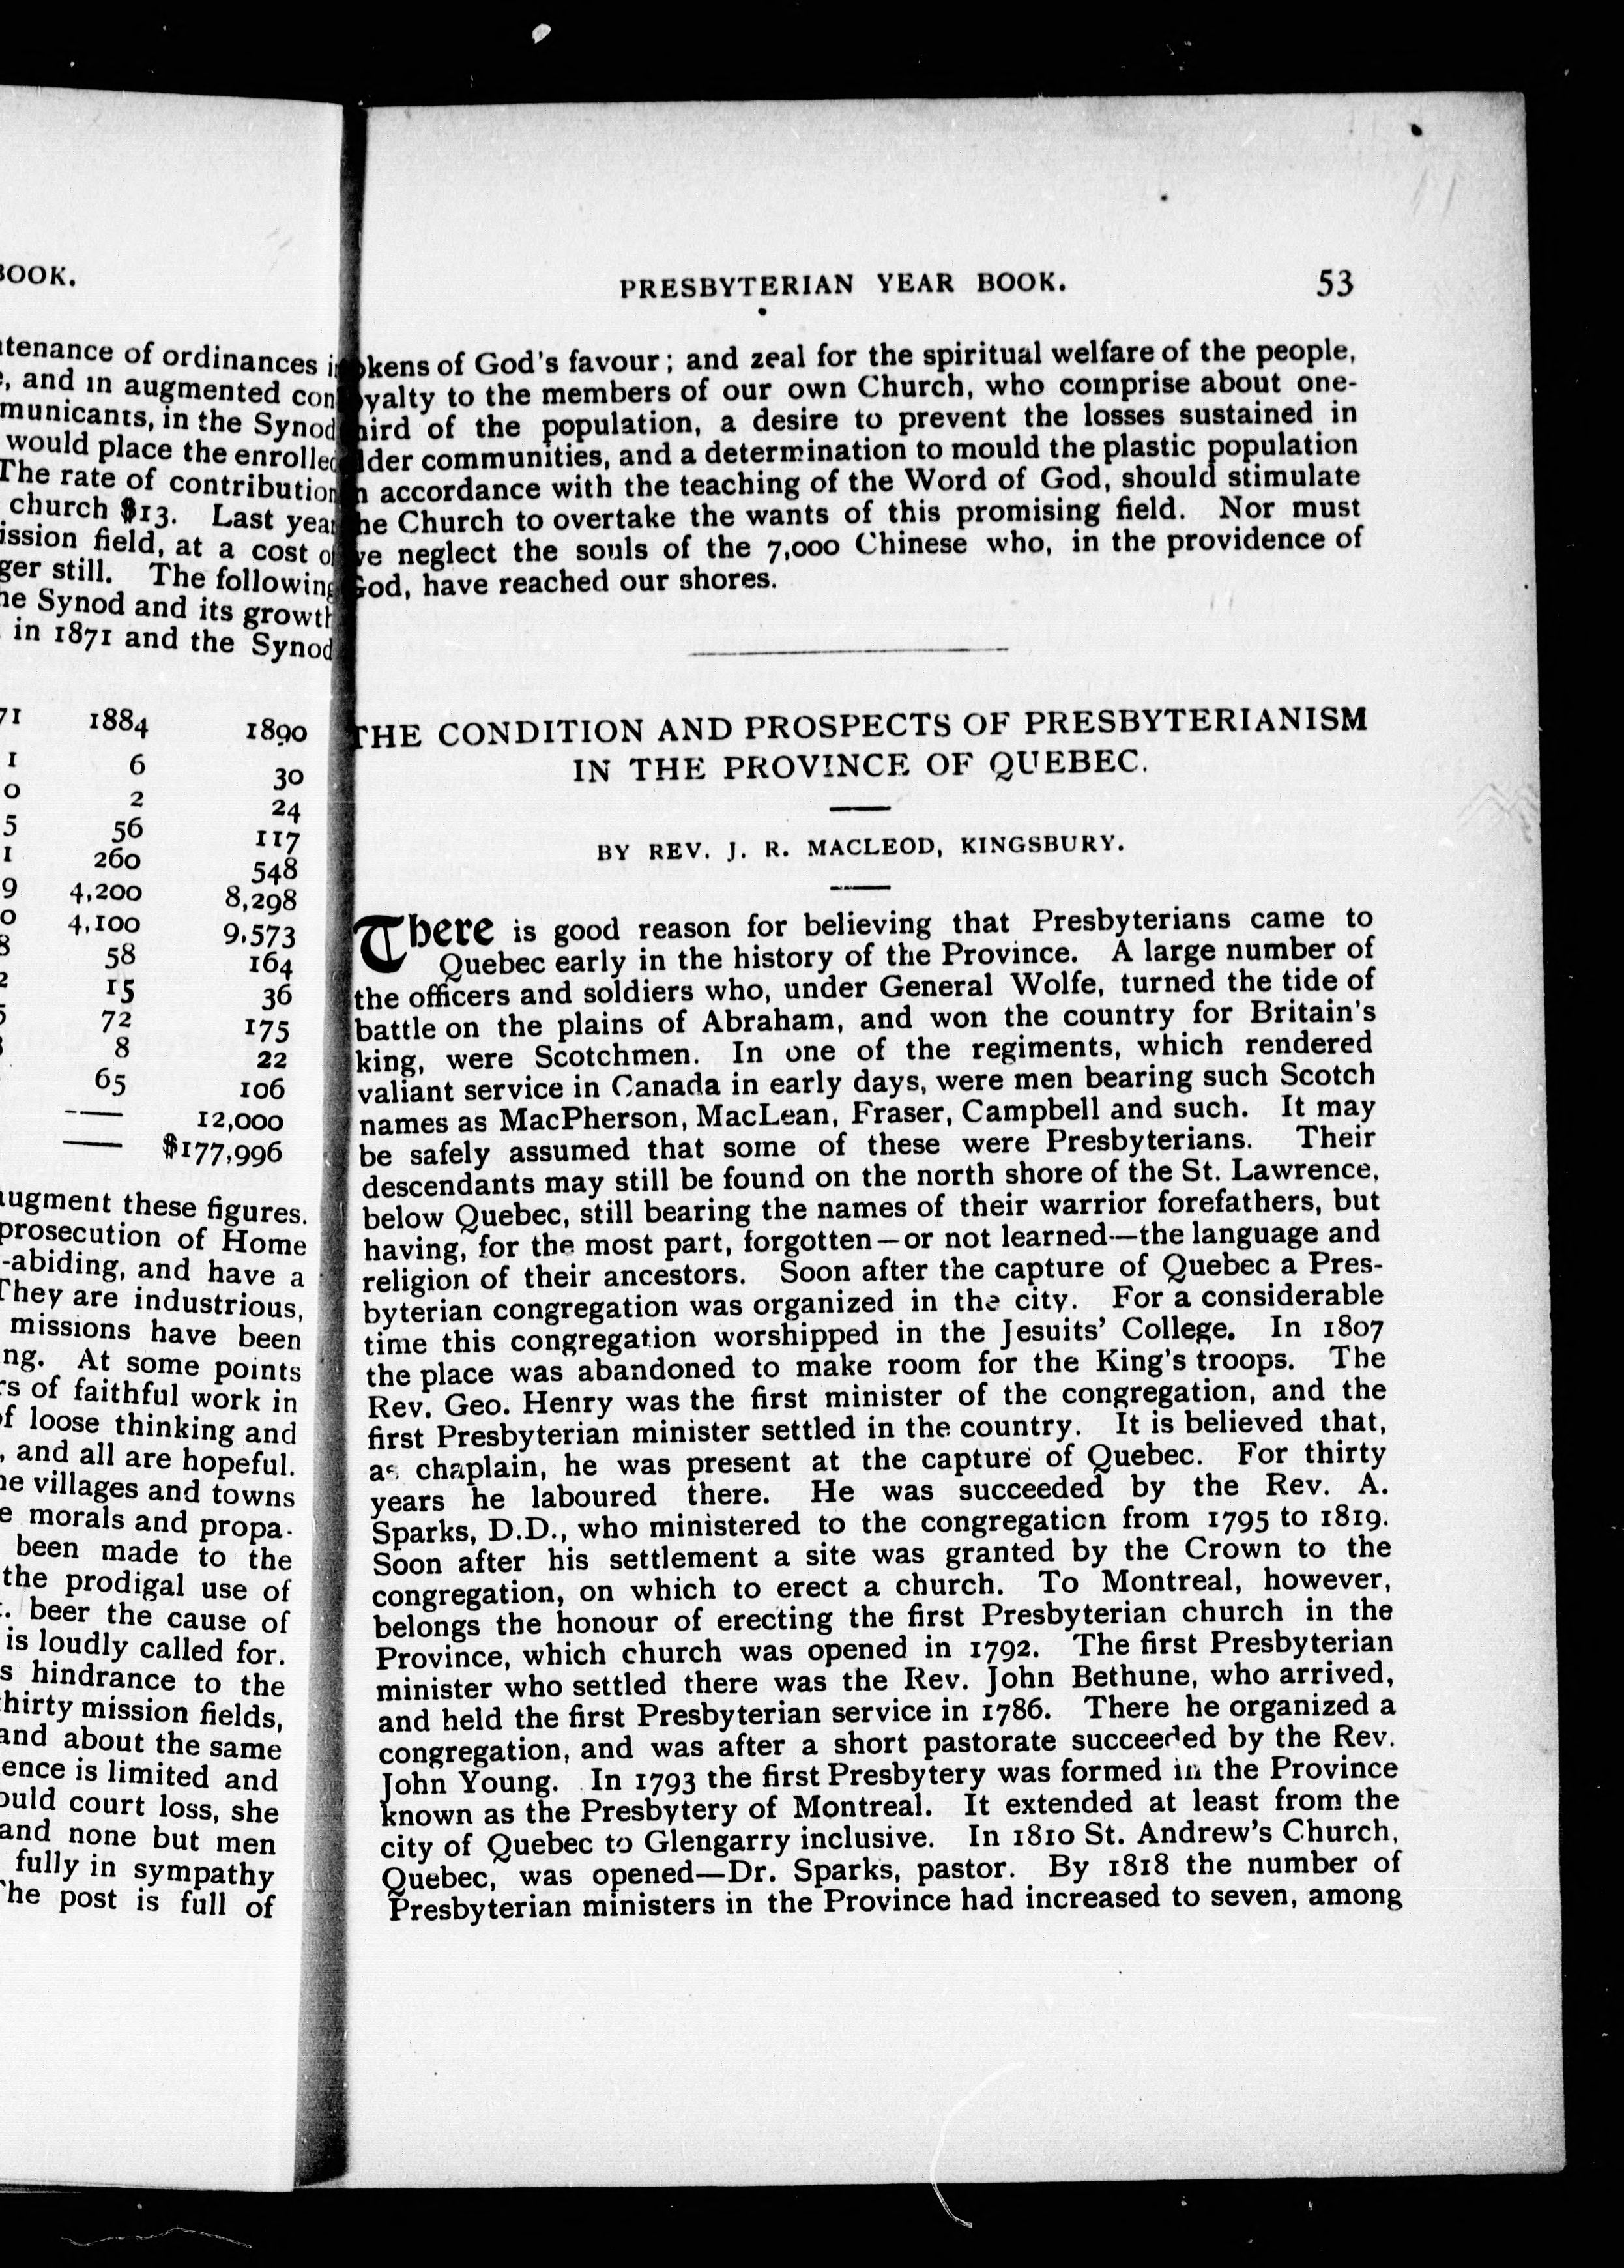 BOOK.
tenance of ordinances
and in augmented con
municants, in the Synod
would place the enrolled
The rate of contribution
church $13. Last year
ission field, at a cost
ger still. The following
he Synod and its growth
in 1871 and the Synod
71 1884 1890
1 6 30
0 2 24
5 56 117
1 260 548
9 4,200 8,298
0 4,100 9,573
8 58 164
2 15 36
5 72 175
8 22
65 106
—— 12,000
—— $177,996
augment these figures.
prosecution of Home
-abiding, and have a
They are industrious,
missions have been
ng. At some points
rs of faithful work in
of loose thinking and
, and all are hopeful.
he villages and towns
e morals and propa-
been made to the
the prodigal use of
. beer the cause of
is loudly called for.
s hindrance to the
thirty mission fields,
and about the same
ence is limited and
ould court loss, she
and none but men
fully in sympathy
The post is full of
PRESBYTERIAN YEAR BOOK. 53
kens of God's favour; and zeal for the spiritual welfare of the people,
yalty to the members of our own Church, who comprise about one-
hird of the population, a desire to prevent the losses sustained in
lder communities, and a determination to mould the plastic population
n accordance with the teaching of the Word of God, should stimulate
he Church to overtake the wants of this promising field. Nor must
we neglect the souls of the 7,000 Chinese who, in the providence of
God, have reached our shores.
THE CONDITION AND PROSPECTS OF PRESBYTERIANISM
IN THE PROVINCE OF QUEBEC.
BY REV. J. R. MACLEOD, KINGSBURY.
There is good reason for believing that Presbyterians came to
Quebec early in the history of the Province. A large number of
the officers and soldiers who, under General Wolfe, turned the tide of
battle on the plains of Abraham, and won the country for Britain's
king, were Scotchmen. In one of the regiments, which rendered
valiant service in Canada in early days, were men bearing such Scotch
names as MacPherson, MacLean, Fraser, Campbell and such. It may
be safely assumed that some of these were Presbyterians. Their
descendants may still be found on the north shore of the St. Lawrence,
below Quebec, still bearing the names of their warrior forefathers, but
having, for the most part, forgotten—or not learned—the language and
religion of their ancestors. Soon after the capture of Quebec a Pres-
byterian congregation was organized in the city. For a considerable
time this congregation worshipped in the Jesuits' College. In 1807
the place was abandoned to make room for the King's troops. The
Rev. Geo. Henry was the first minister of the congregation, and the
first Presbyterian minister settled in the country. It is believed that,
as chaplain, he was present at the capture of Quebec. For thirty
years he laboured there. He was succeeded by the Rev. A.
Sparks, D.D., who ministered to the congregation from 1795 to 1819.
Soon after his settlement a site was granted by the Crown to the
congregation, on which to erect a church. To Montreal, however,
belongs the honour of erecting the first Presbyterian church in the
Province, which church was opened in 1792. The first Presbyterian
minister who settled there was the Rev. John Bethune, who arrived,
and held the first Presbyterian service in 1786. There he organized a
congregation, and was after a short pastorate succeeded by the Rev.
John Young. In 1793 the first Presbytery was formed in the Province
known as the Presbytery of Montreal. It extended at least from the
city of Quebec to Glengarry inclusive. In 1810 St. Andrew's Church,
Quebec, was opened—Dr. Sparks, pastor. By 1818 the number of
Presbyterian ministers in the Province had increased to seven, among